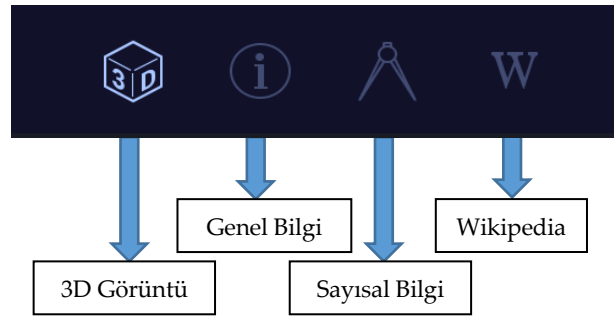 3D
i
W
Genel Bilgi
Wikipedia
3D Görüntü
Sayısal Bilgi